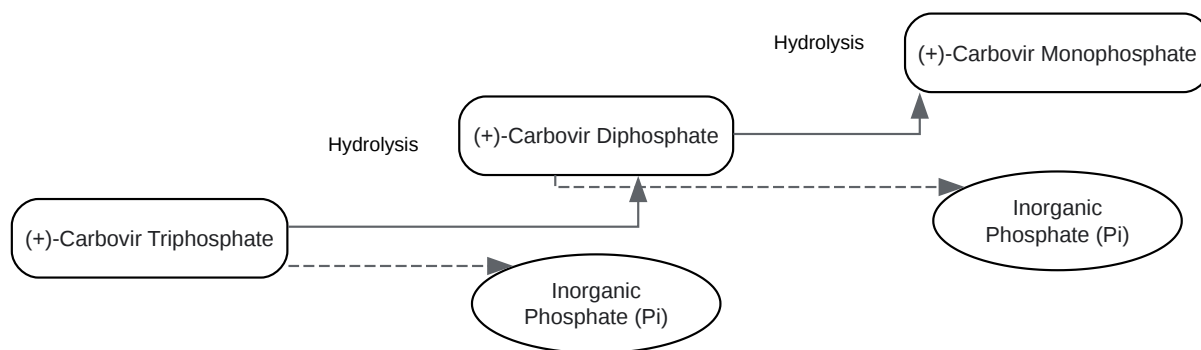 Hydrolysis
(+)-Carbovir Monophosphate
Hydrolysis
(+)-Carbovir Diphosphate
Inorganic
Phosphate (Pi)
(+)-Carbovir Triphosphate
Inorganic
Phosphate (Pi)